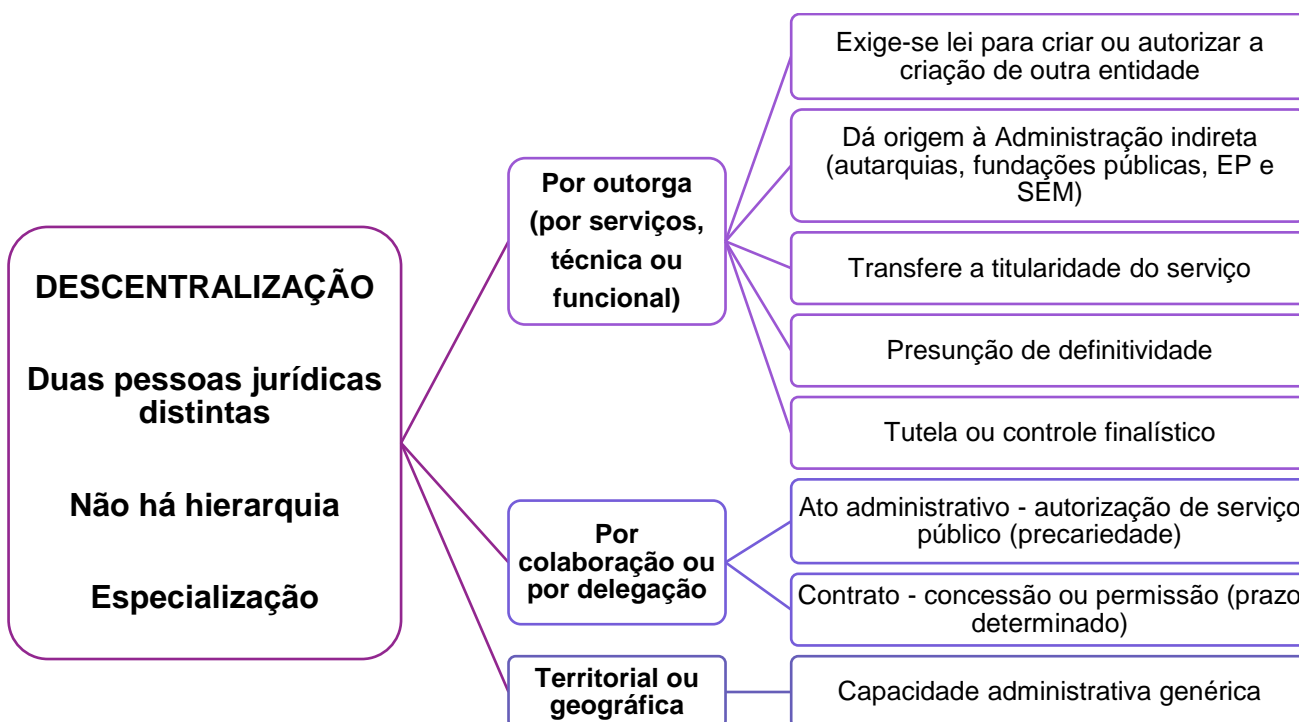 DESCENTRALIZAÇÃO
Duas pessoas jurídicas
distintas
Não há hierarquia
Especialização
Por outorga
(por serviços,
técnica ou
funcional)
Exige-se lei para criar ou autorizar a
criação de outra entidade
Dá origem à Administração indireta
(autarquias, fundações públicas, EP e
SEM)
Transfere a titularidade do serviço
Presunção de definitividade
Tutela ou controle finalístico
Por
colaboração ou
por delegação
Ato administrativo - autorização de serviço
público (precariedade)
Contrato - concessão ou permissão (prazo
determinado)
Territorial ou
geográfica
Capacidade administrativa genérica